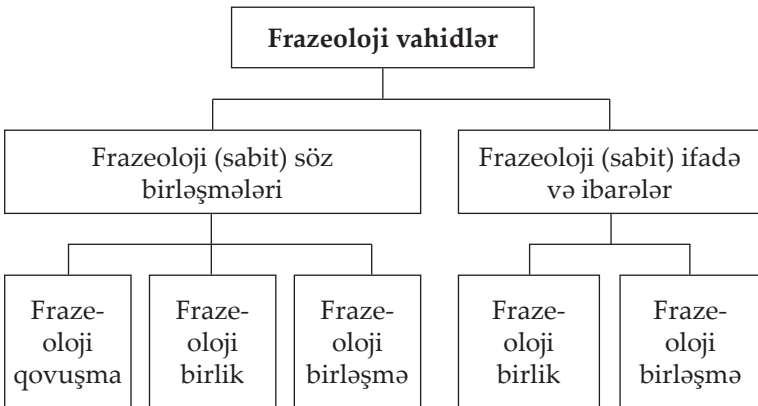 Frazeoloji vahidlər
Frazeoloji (sabit) söz
birləşmələri
Frazeoloji (sabit) ifadə
və ibarələr
Fraze-
oloji
qovuşma
Fraze-
oloji
birlik
Fraze-
oloji
birləşmə
Fraze-
oloji
birlik
Fraze-
oloji
birləşmə